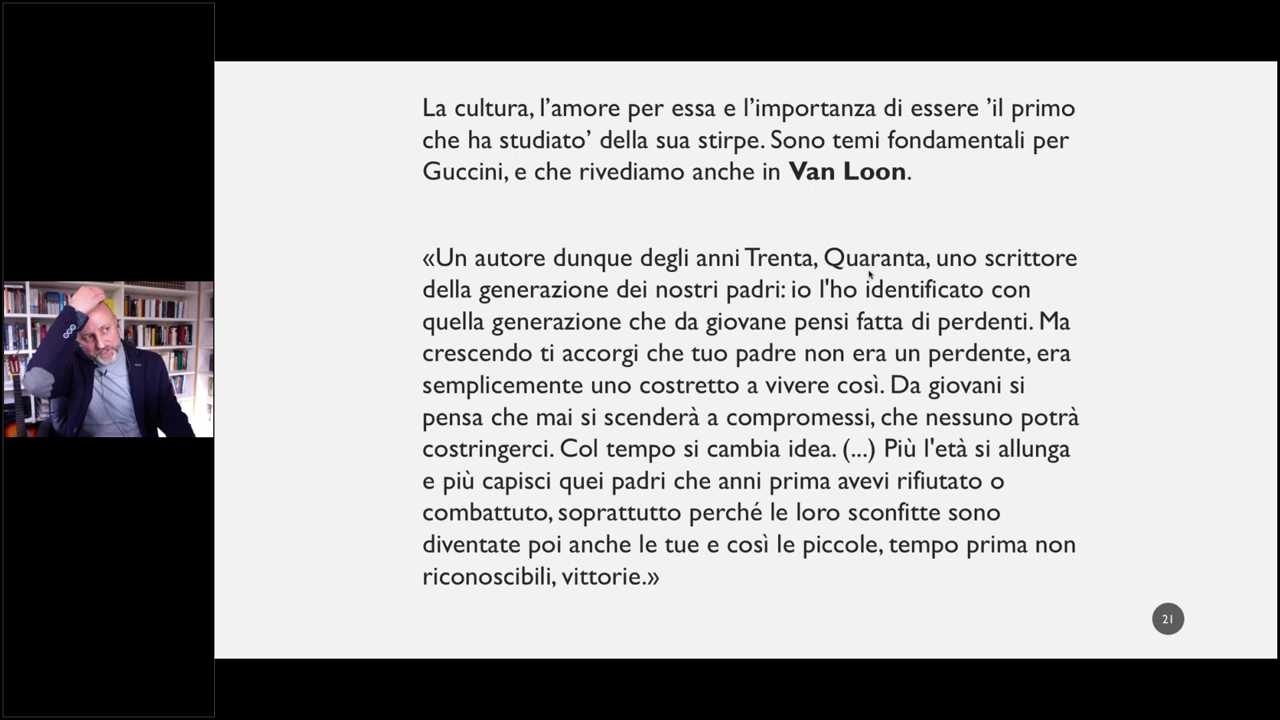 La cultura, l’amore per essa e l’importanza di essere ’il primo
che ha studiato’ della sua stirpe. Sono temi fondamentali per
Guccini, e che rivediamo anche in Van Loon.
«Un autore dunque degli anni Trenta, Quaranta, uno scrittore
della generazione dei nostri padri: io l'ho identificato con
quella generazione che da giovane pensi fatta di perdenti. Ma
crescendo ti accorgi che tuo padre non era un perdente, era
semplicemente uno costretto a vivere così. Da giovani si
pensa che mai si scenderà a compromessi, che nessuno potrà
costringerci. Col tempo si cambia idea. (...) Più l'età si allunga
e più capisci quei padri che anni prima avevi rifiutato o
combattuto, soprattutto perché le loro sconfitte sono
diventate poi anche le tue e così le piccole, tempo prima non
riconoscibili, vittorie.»
21